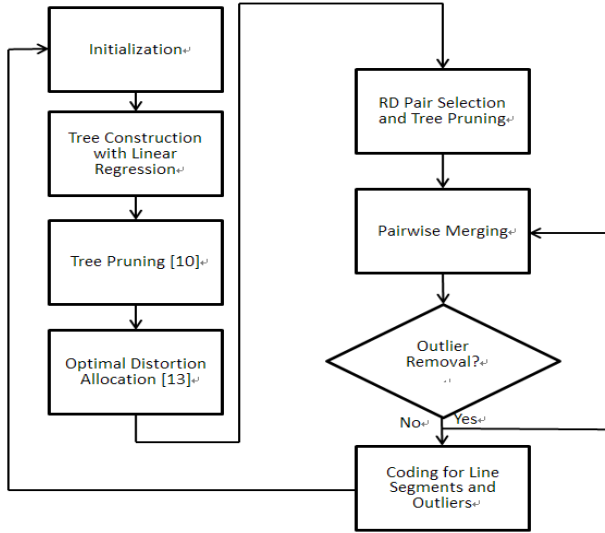 Initialization
Tree Construction
with Linear
Regression
Tree Pruning [10]
Optimal Distortion
Allocation [13]
RD Pair Selection
and Tree Pruning
Pairwise Merging
Outlier
Removal?
No
Yes
Coding for Line
Segments and
Outliers